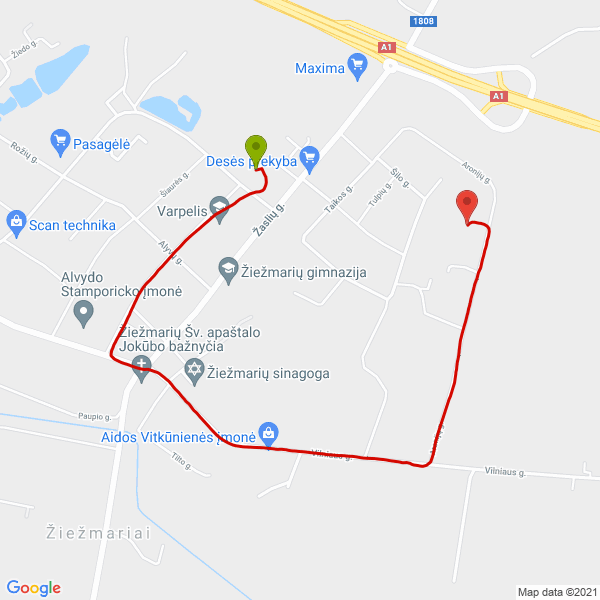 1808
A1
A1
Maxima
Žiedo g.
Pasagėlė
Rožių g.
Desės prekyba
Aronijų g.
Šilo g.
Tulpių g.
Taikos g.
Šiaurės g.
Varpelis
Žaslių g.
Scan technika
Alyvų g.
Alvydo
Stamporicko įmonė
Žiežmarių gimnazija
Žiežmarių Šv. apaštalo
Jokūbo bažnyčia
Žiežmarių sinagoga
Paupio g.
Aidos Vitkūnienės įmonė
Tilto g.
Vilniaus g.
Vilniaus g.
Žiežmariai
Google
Map data ©2021